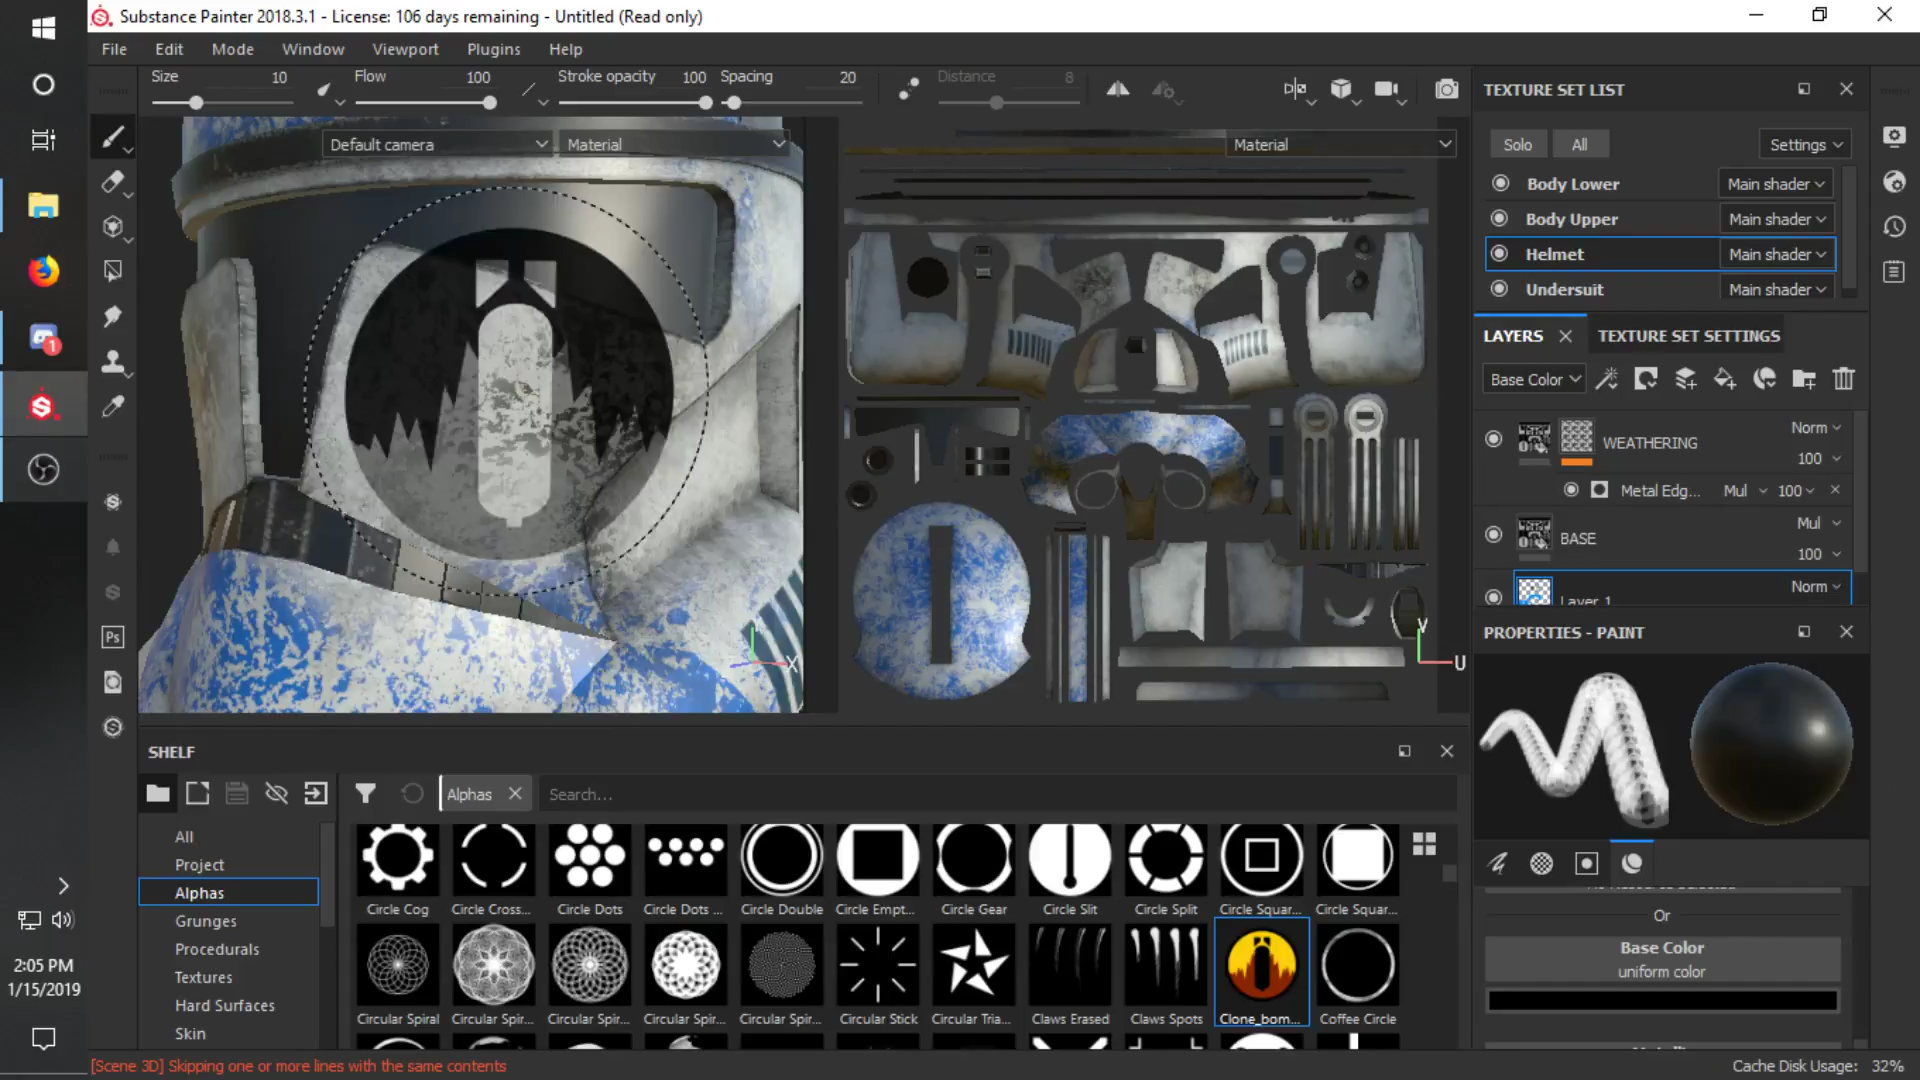 Substance Painter 2018.3.1 - License: 106 days remaining - Untitled (Read only)
File Edit Mode Window Viewport Plugins Help
Size 10 Flow 100 Stroke opacity 100 Spacing 20 Distance 8
Default camera Material Material
X
V
U
TEXTURE SET LIST
Solo All Settings
Body Lower Main shader
Body Upper Main shader
Helmet Main shader
Undersuit Main shader
LAYERS TEXTURE SET SETTINGS
Base Color
WEATHERING Norm
100
Metal Edg... Mul 100
BASE Mul
100
Layer 1 Norm
PROPERTIES - PAINT
Or
Base Color
uniform color
Ps
1
SHELF
Alphas Search...
All
Project
Alphas
Grunges
Procedurals
Textures
Hard Surfaces
Skin
Circle Cog Circle Cross... Circle Dots Circle Dots ... Circle Double Circle Empt... Circle Gear Circle Slit Circle Split Circle Squar... Circle Squar...
Circular Spiral Circular Spir... Circular Spir... Circular Spir... Circular Spir... Circular Stick Circular Tria... Claws Erased Claws Spots Clone_bom... Coffee Circle
2:05 PM
1/15/2019
[Scene 3D] Skipping one or more lines with the same contents
Cache Disk Usage: 32%